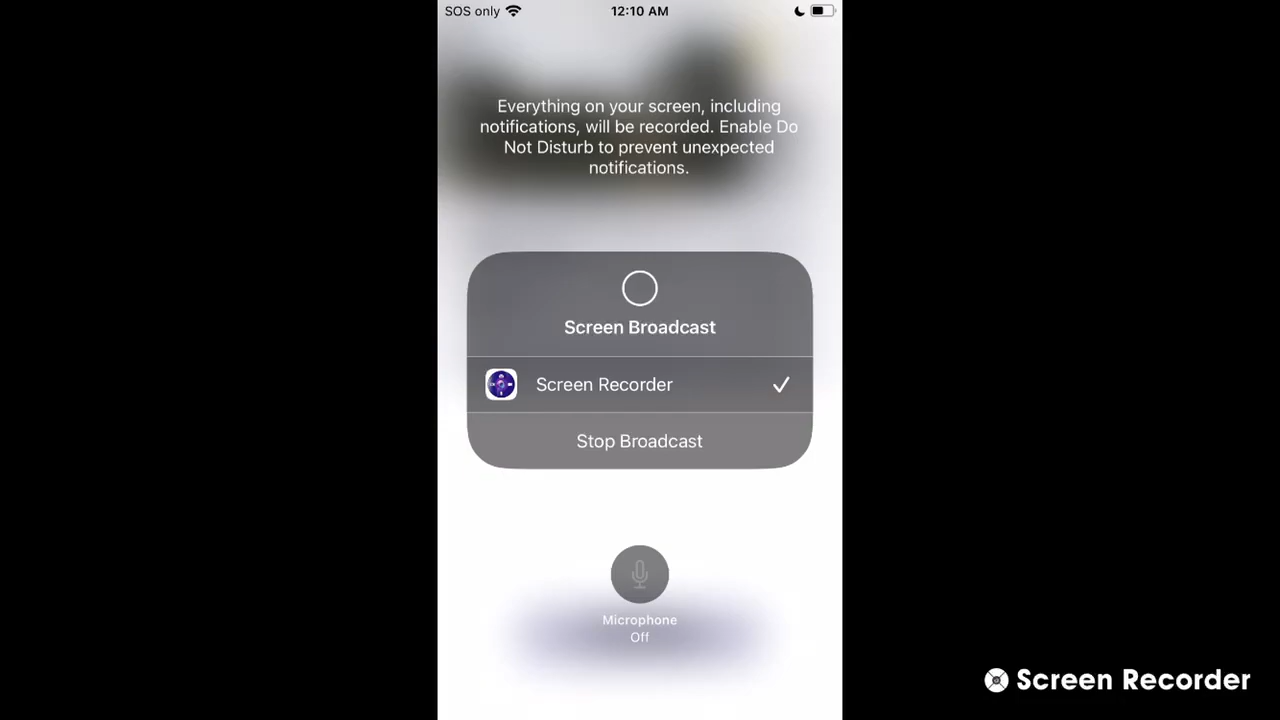 SOS only
12:10 AM
Everything on your screen, including
notifications, will be recorded. Enable Do
Not Disturb to prevent unexpected
notifications.
Screen Broadcast
Screen Recorder
Stop Broadcast
Microphone
Off
Screen Recorder